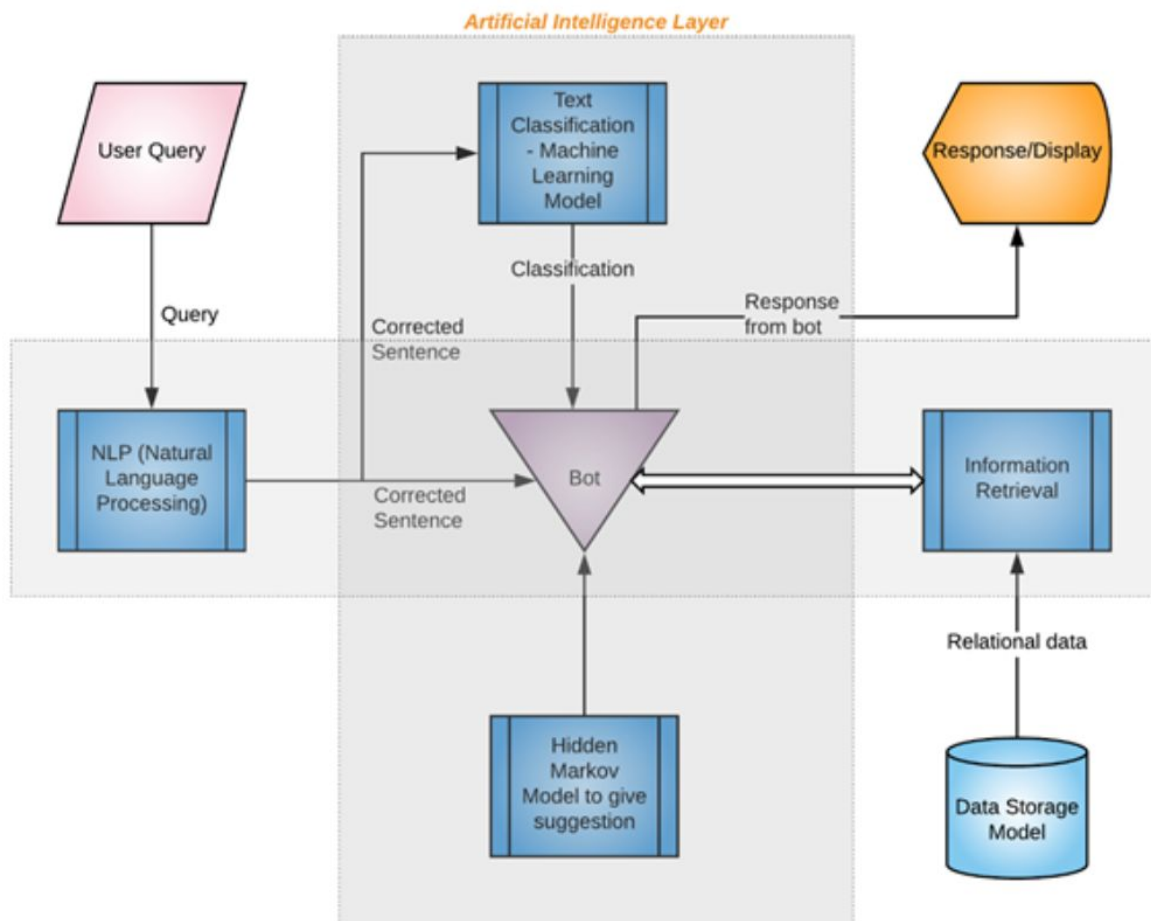 Artificial Intelligence Layer
User Query
Text
Classification
- Machine
Learning
Model
Response/Display
Classification
Query
Corrected
Sentence
Response
from bot
NLP (Natural
Language
Processing)
Corrected
Sentence
Bot
Information
Retrieval
Relational data
Hidden
Markov
Model to give
suggestion
Data Storage
Model